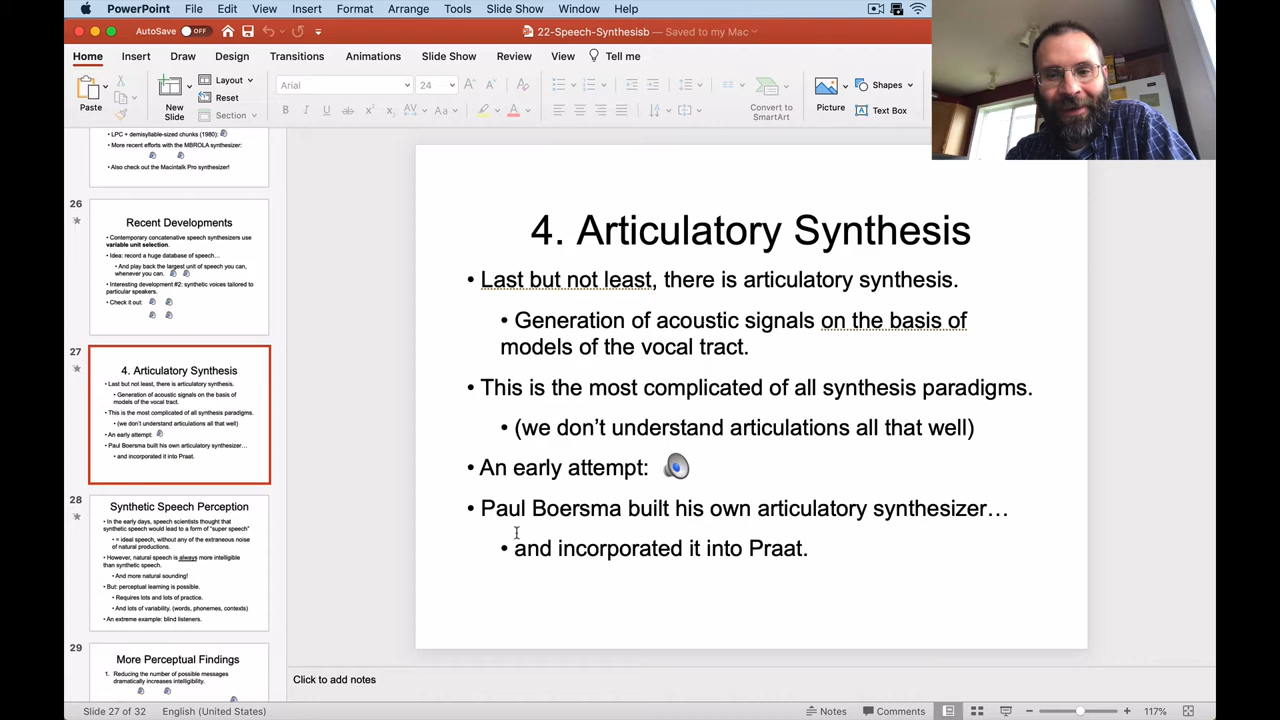 PowerPoint File Edit View Insert Format Arrange Tools Slide Show Window Help
AutoSave OFF 22-Speech-Synthesisb — Saved to my Mac
Home Insert Draw Design Transitions Animations Slide Show Review View Tell me
Paste
New Slide
Layout
Reset
Section
Arial 24
Convert to SmartArt
Picture
Shapes
Text Box
• LPC + demisyllable-sized chunks (1980):
• More recent efforts with the MBROLA synthesizer:
• Also check out the Macintalk Pro synthesizer!
26
Recent Developments
• Contemporary concatenative speech synthesizers use
variable unit selection.
• Idea: record a huge database of speech…
• And play back the largest unit of speech you can,
whenever you can.
• Interesting development #2: synthetic voices tailored to
particular speakers.
• Check it out:
27
4. Articulatory Synthesis
• Last but not least, there is articulatory synthesis.
• Generation of acoustic signals on the basis of
models of the vocal tract.
• This is the most complicated of all synthesis paradigms.
• (we don’t understand articulations all that well)
• An early attempt:
• Paul Boersma built his own articulatory synthesizer…
• and incorporated it into Praat.
28
Synthetic Speech Perception
• In the early days, speech scientists thought that
synthetic speech would lead to a form of “super speech”
• = ideal speech, without any of the extraneous noise
of natural productions.
• However, natural speech is always more intelligible
than synthetic speech.
• And more natural sounding!
• But: perceptual learning is possible.
• Requires lots and lots of practice.
• And lots of variability. (words, phonemes, contexts)
• An extreme example: blind listeners.
29
More Perceptual Findings
1. Reducing the number of possible messages
dramatically increases intelligibility.
4. Articulatory Synthesis
• Last but not least, there is articulatory synthesis.
• Generation of acoustic signals on the basis of
models of the vocal tract.
• This is the most complicated of all synthesis paradigms.
• (we don’t understand articulations all that well)
• An early attempt:
• Paul Boersma built his own articulatory synthesizer…
• and incorporated it into Praat.
Click to add notes
Slide 27 of 32 English (United States) Notes Comments 117%